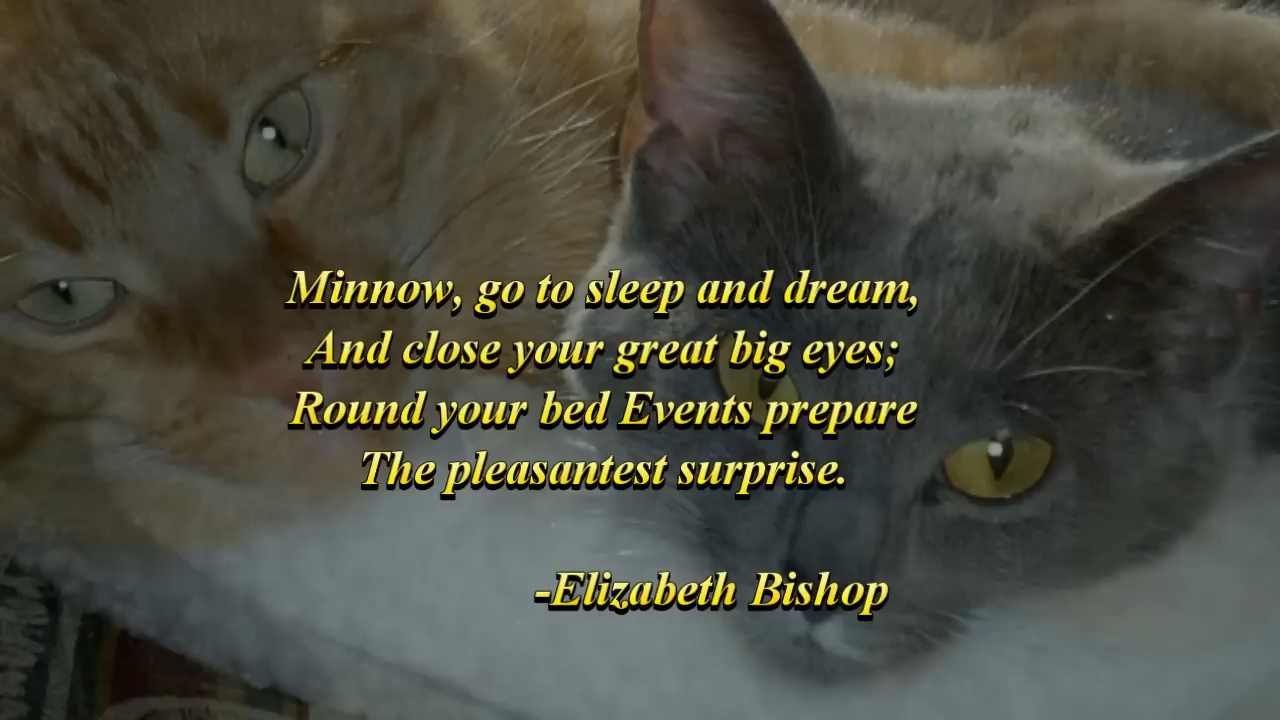 Minnow, go to sleep and dream,
And close your great big eyes;
Round your bed Events prepare
The pleasantest surprise.
-Elizabeth Bishop